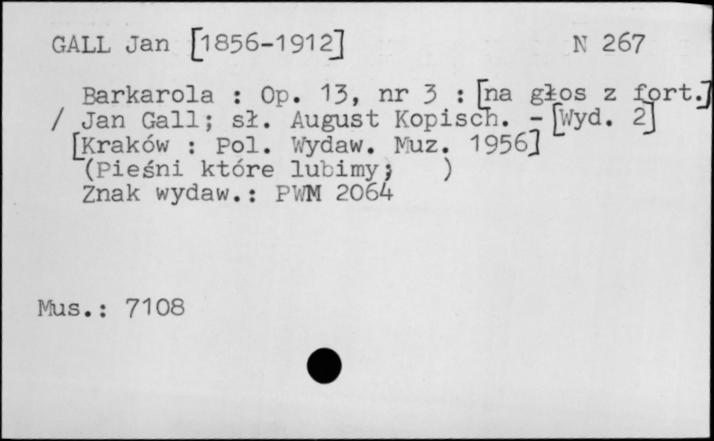 GALL Jan [1856-1912] N 267
Barkarola : Op. 13, nr 3 : [na głos z fort.]
/ Jan Gall; sł. August Kopisch. - [Wyd. 2]
[Kraków : Pol. Wydaw. Muz. 1956]
(Pieśni które lubimy; )
Znak wydaw.: PWM 2064
Mus.: 7108